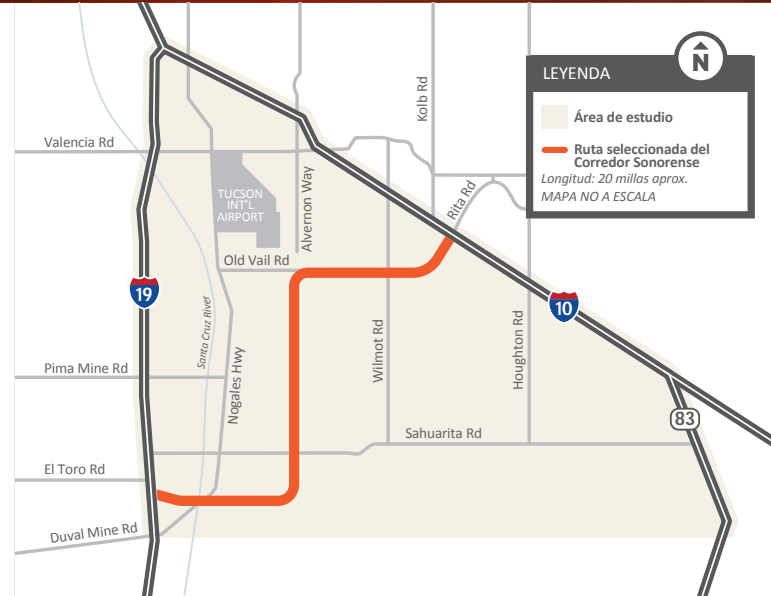 N
LEYENDA
Área de estudio
Ruta seleccionada del
Corredor Sonorense
Longitud: 20 millas aprox.
MAPA NO A ESCALA
Kolb Rd
Valencia Rd
TUCSON
INT'L
AIRPORT
Alvernon Way
Rita Rd
Old Vail Rd
19
10
Santa Cruz River
Nogales Hwy
Wilmot Rd
Houghton Rd
Pima Mine Rd
83
Sahuarita Rd
El Toro Rd
Duval Mine Rd